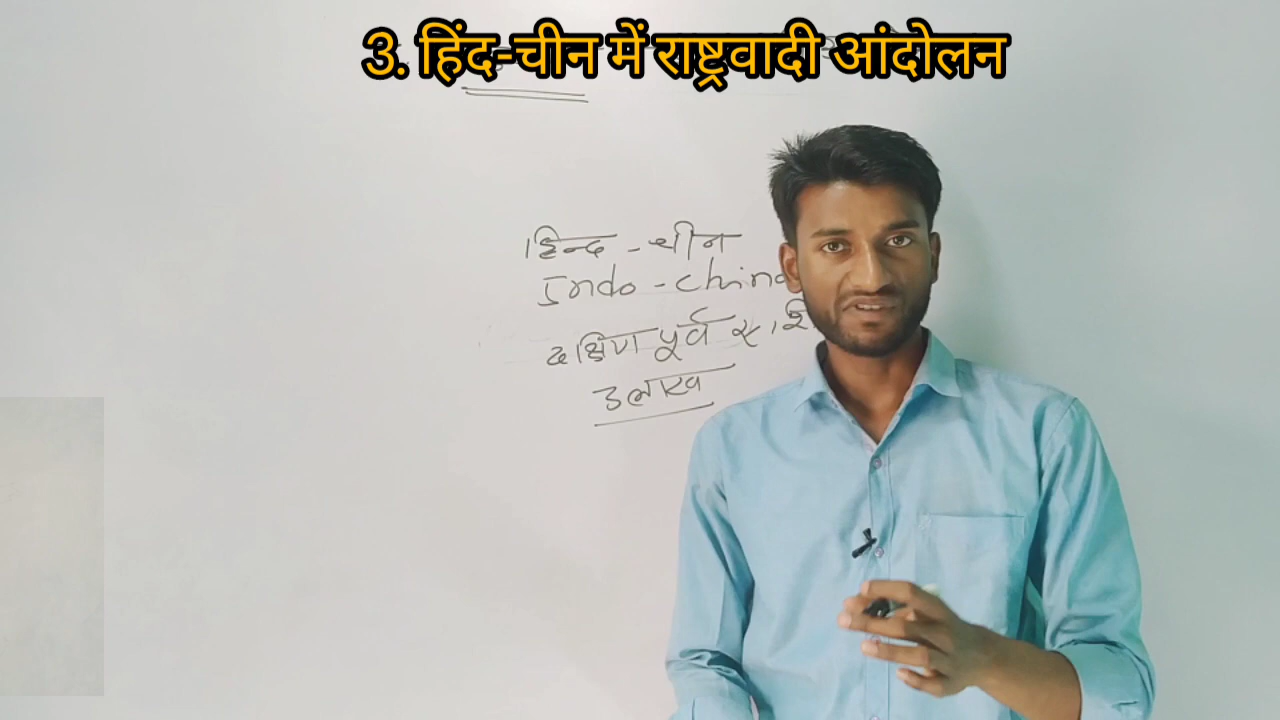 3. हिंद-चीन में राष्ट्रवादी आंदोलन
हिन्द - चीन
Indo - China
दक्षिण पूर्व
3 लाख